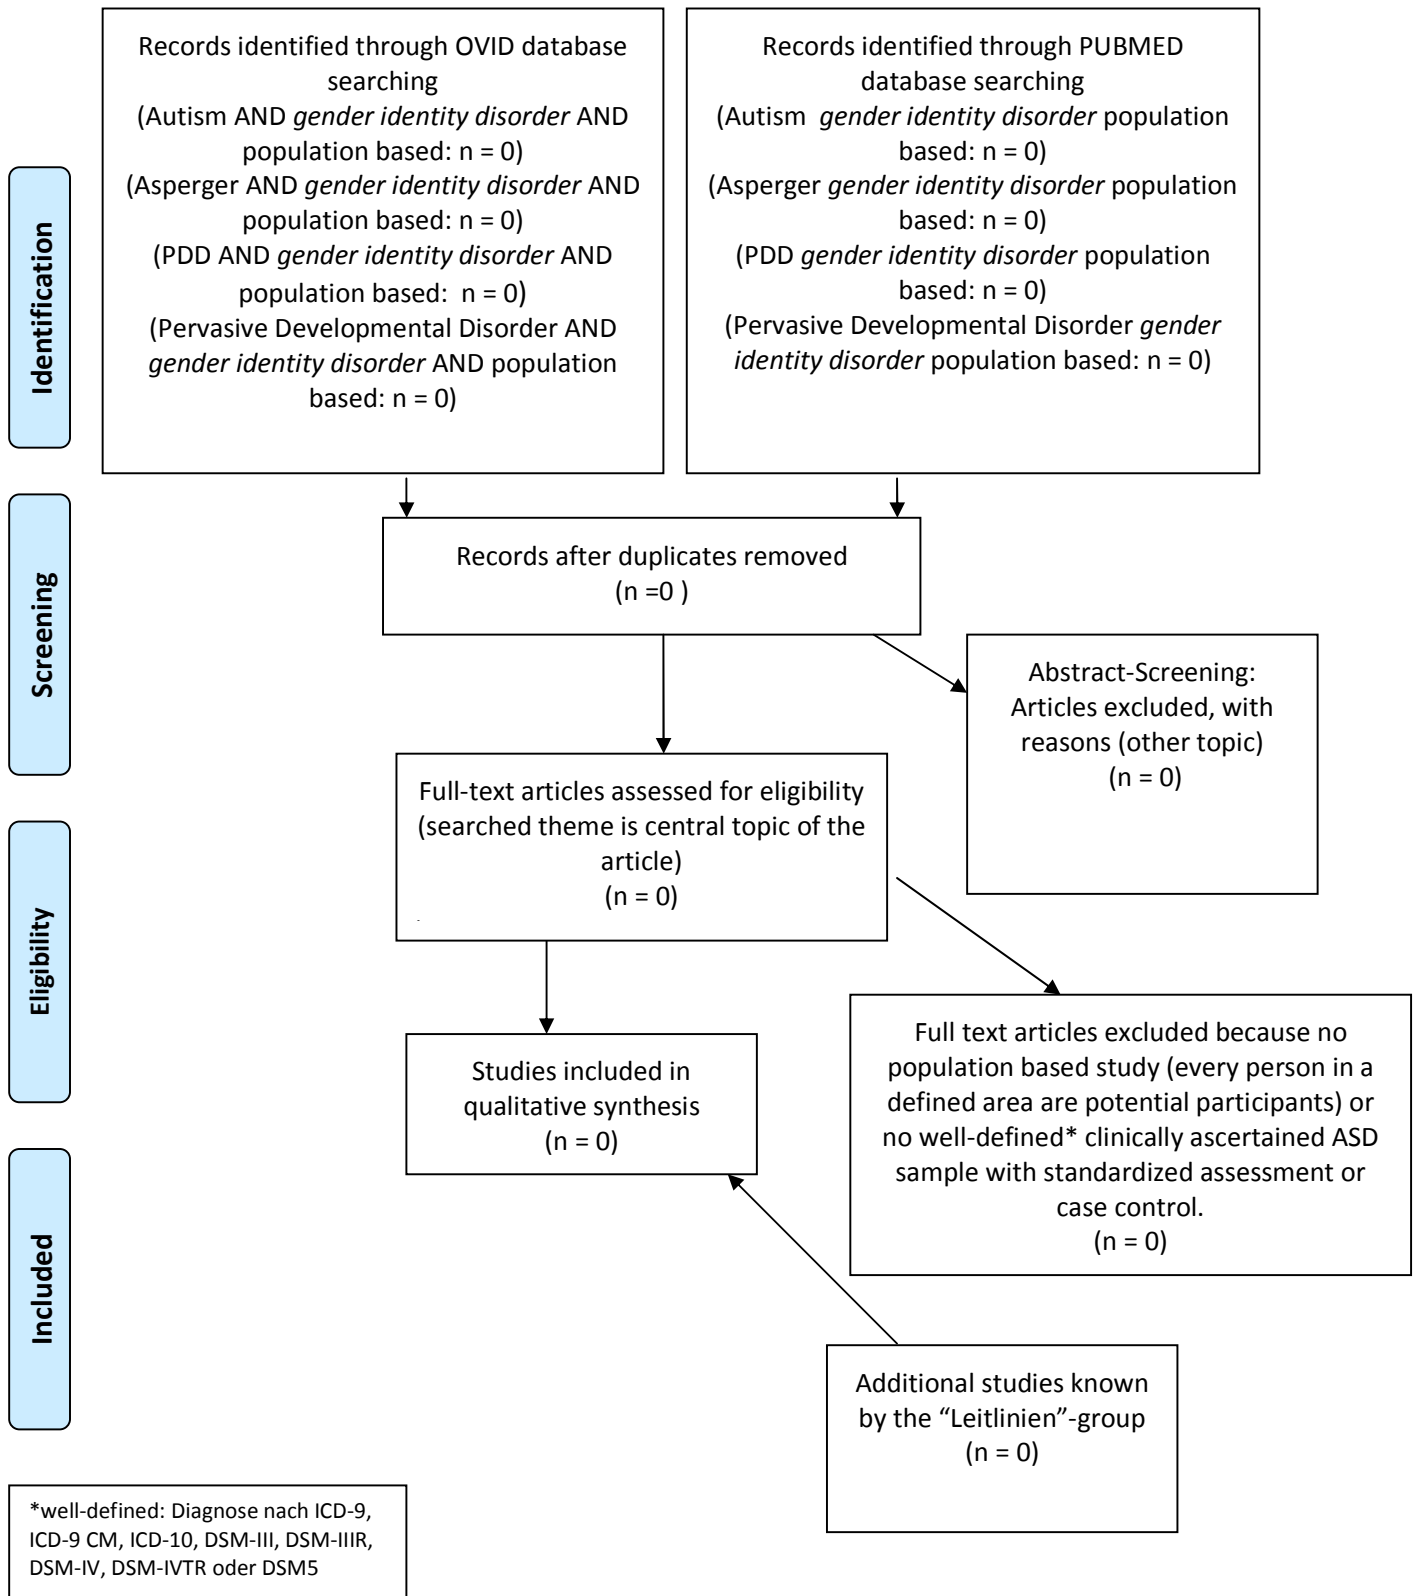 Records identified through OVID database
searching
(Autism AND gender identity disorder AND
population based: n = 0)
(Asperger AND gender identity disorder AND
population based: n = 0)
(PDD AND gender identity disorder AND
population based:  n = 0)
(Pervasive Developmental Disorder AND
gender identity disorder AND population
based: n = 0)
Records identified through PUBMED
database searching
(Autism  gender identity disorder population
based: n = 0)
(Asperger gender identity disorder population
based: n = 0)
(PDD gender identity disorder population
based: n = 0)
(Pervasive Developmental Disorder gender
identity disorder population based: n = 0)
Identification
Records after duplicates removed
(n =0 )
Screening
Abstract-Screening:
Articles excluded, with
reasons (other topic)
(n = 0)
Full-text articles assessed for eligibility
(searched theme is central topic of the
article)
(n = 0)
Eligibility
Full text articles excluded because no
population based study (every person in a
defined area are potential participants) or
no well-defined* clinically ascertained ASD
sample with standardized assessment or
case control.
(n = 0)
Studies included in
qualitative synthesis
(n = 0)
Included
Additional studies known
by the “Leitlinien”-group
(n = 0)
*well-defined: Diagnose nach ICD-9,
ICD-9 CM, ICD-10, DSM-III, DSM-IIIR,
DSM-IV, DSM-IVTR oder DSM5